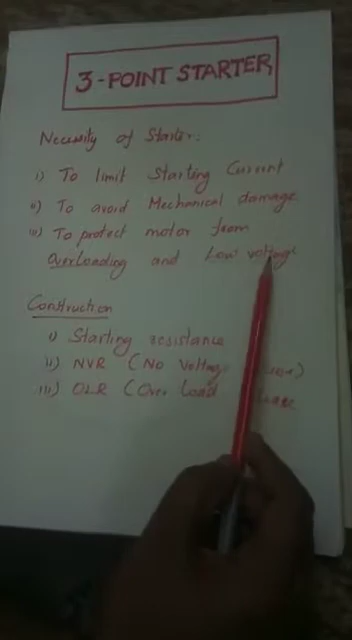 3-POINT STARTER
Necessity of Starter:
i) To limit Starting Current
ii) To avoid Mechanical damage
iii) To protect motor from
Overloading and Low voltage
Construction
i) Starting resistance
ii) NVR (No Voltage
iii) OLR (Over Load